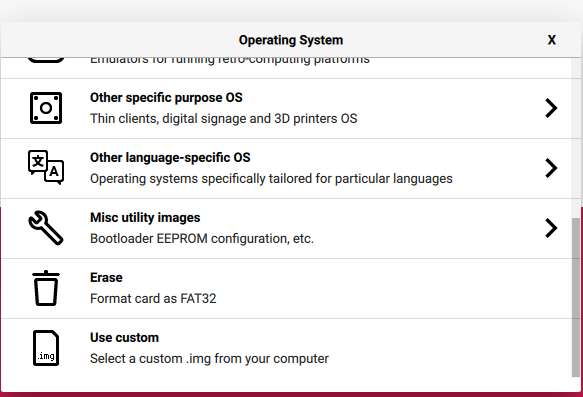 Operating System X
Emulators for running retro-computing platforms
Other specific purpose OS
Thin clients, digital signage and 3D printers OS
文 A
Other language-specific OS
Operating systems specifically tailored for particular languages
Misc utility images
Bootloader EEPROM configuration, etc.
Erase
Format card as FAT32
.img
Use custom
Select a custom .img from your computer